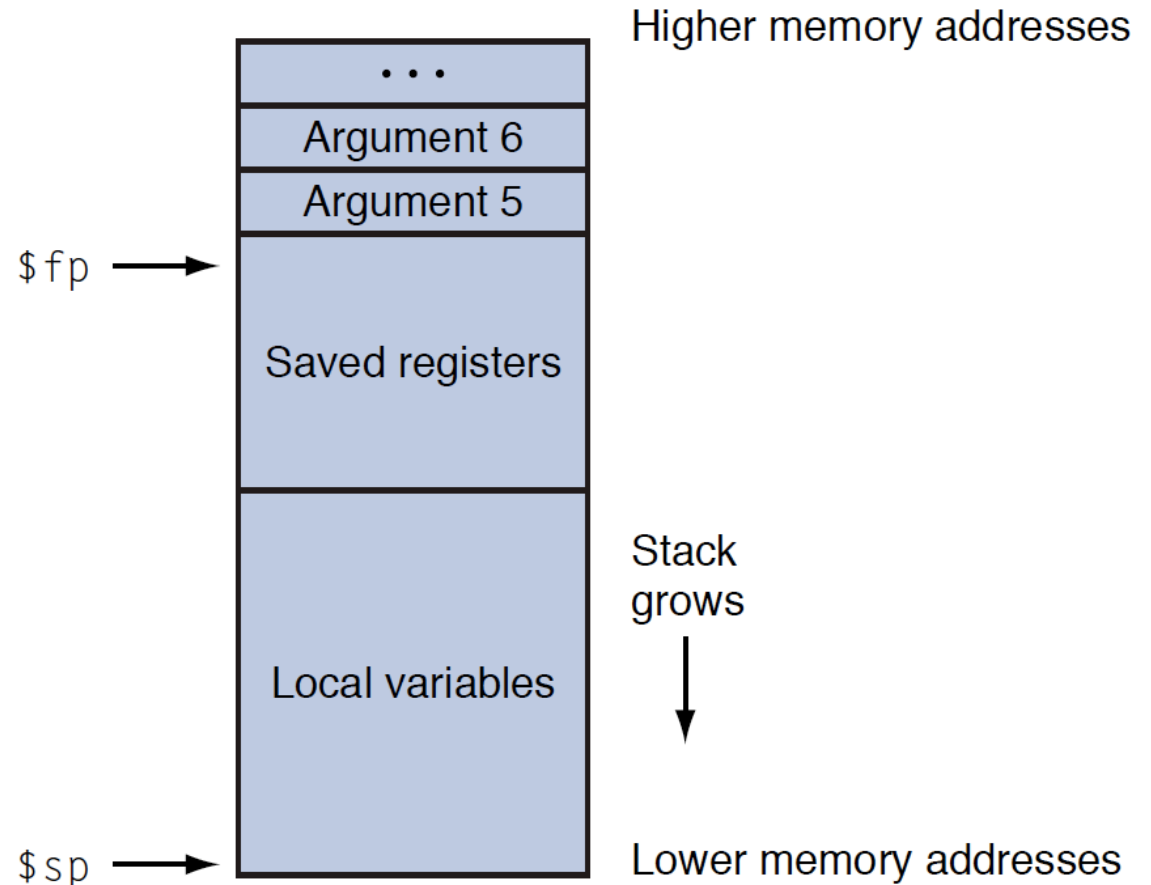 Higher memory addresses
...
Argument 6
Argument 5
$fp
Saved registers
Stack
grows
Local variables
$sp
Lower memory addresses